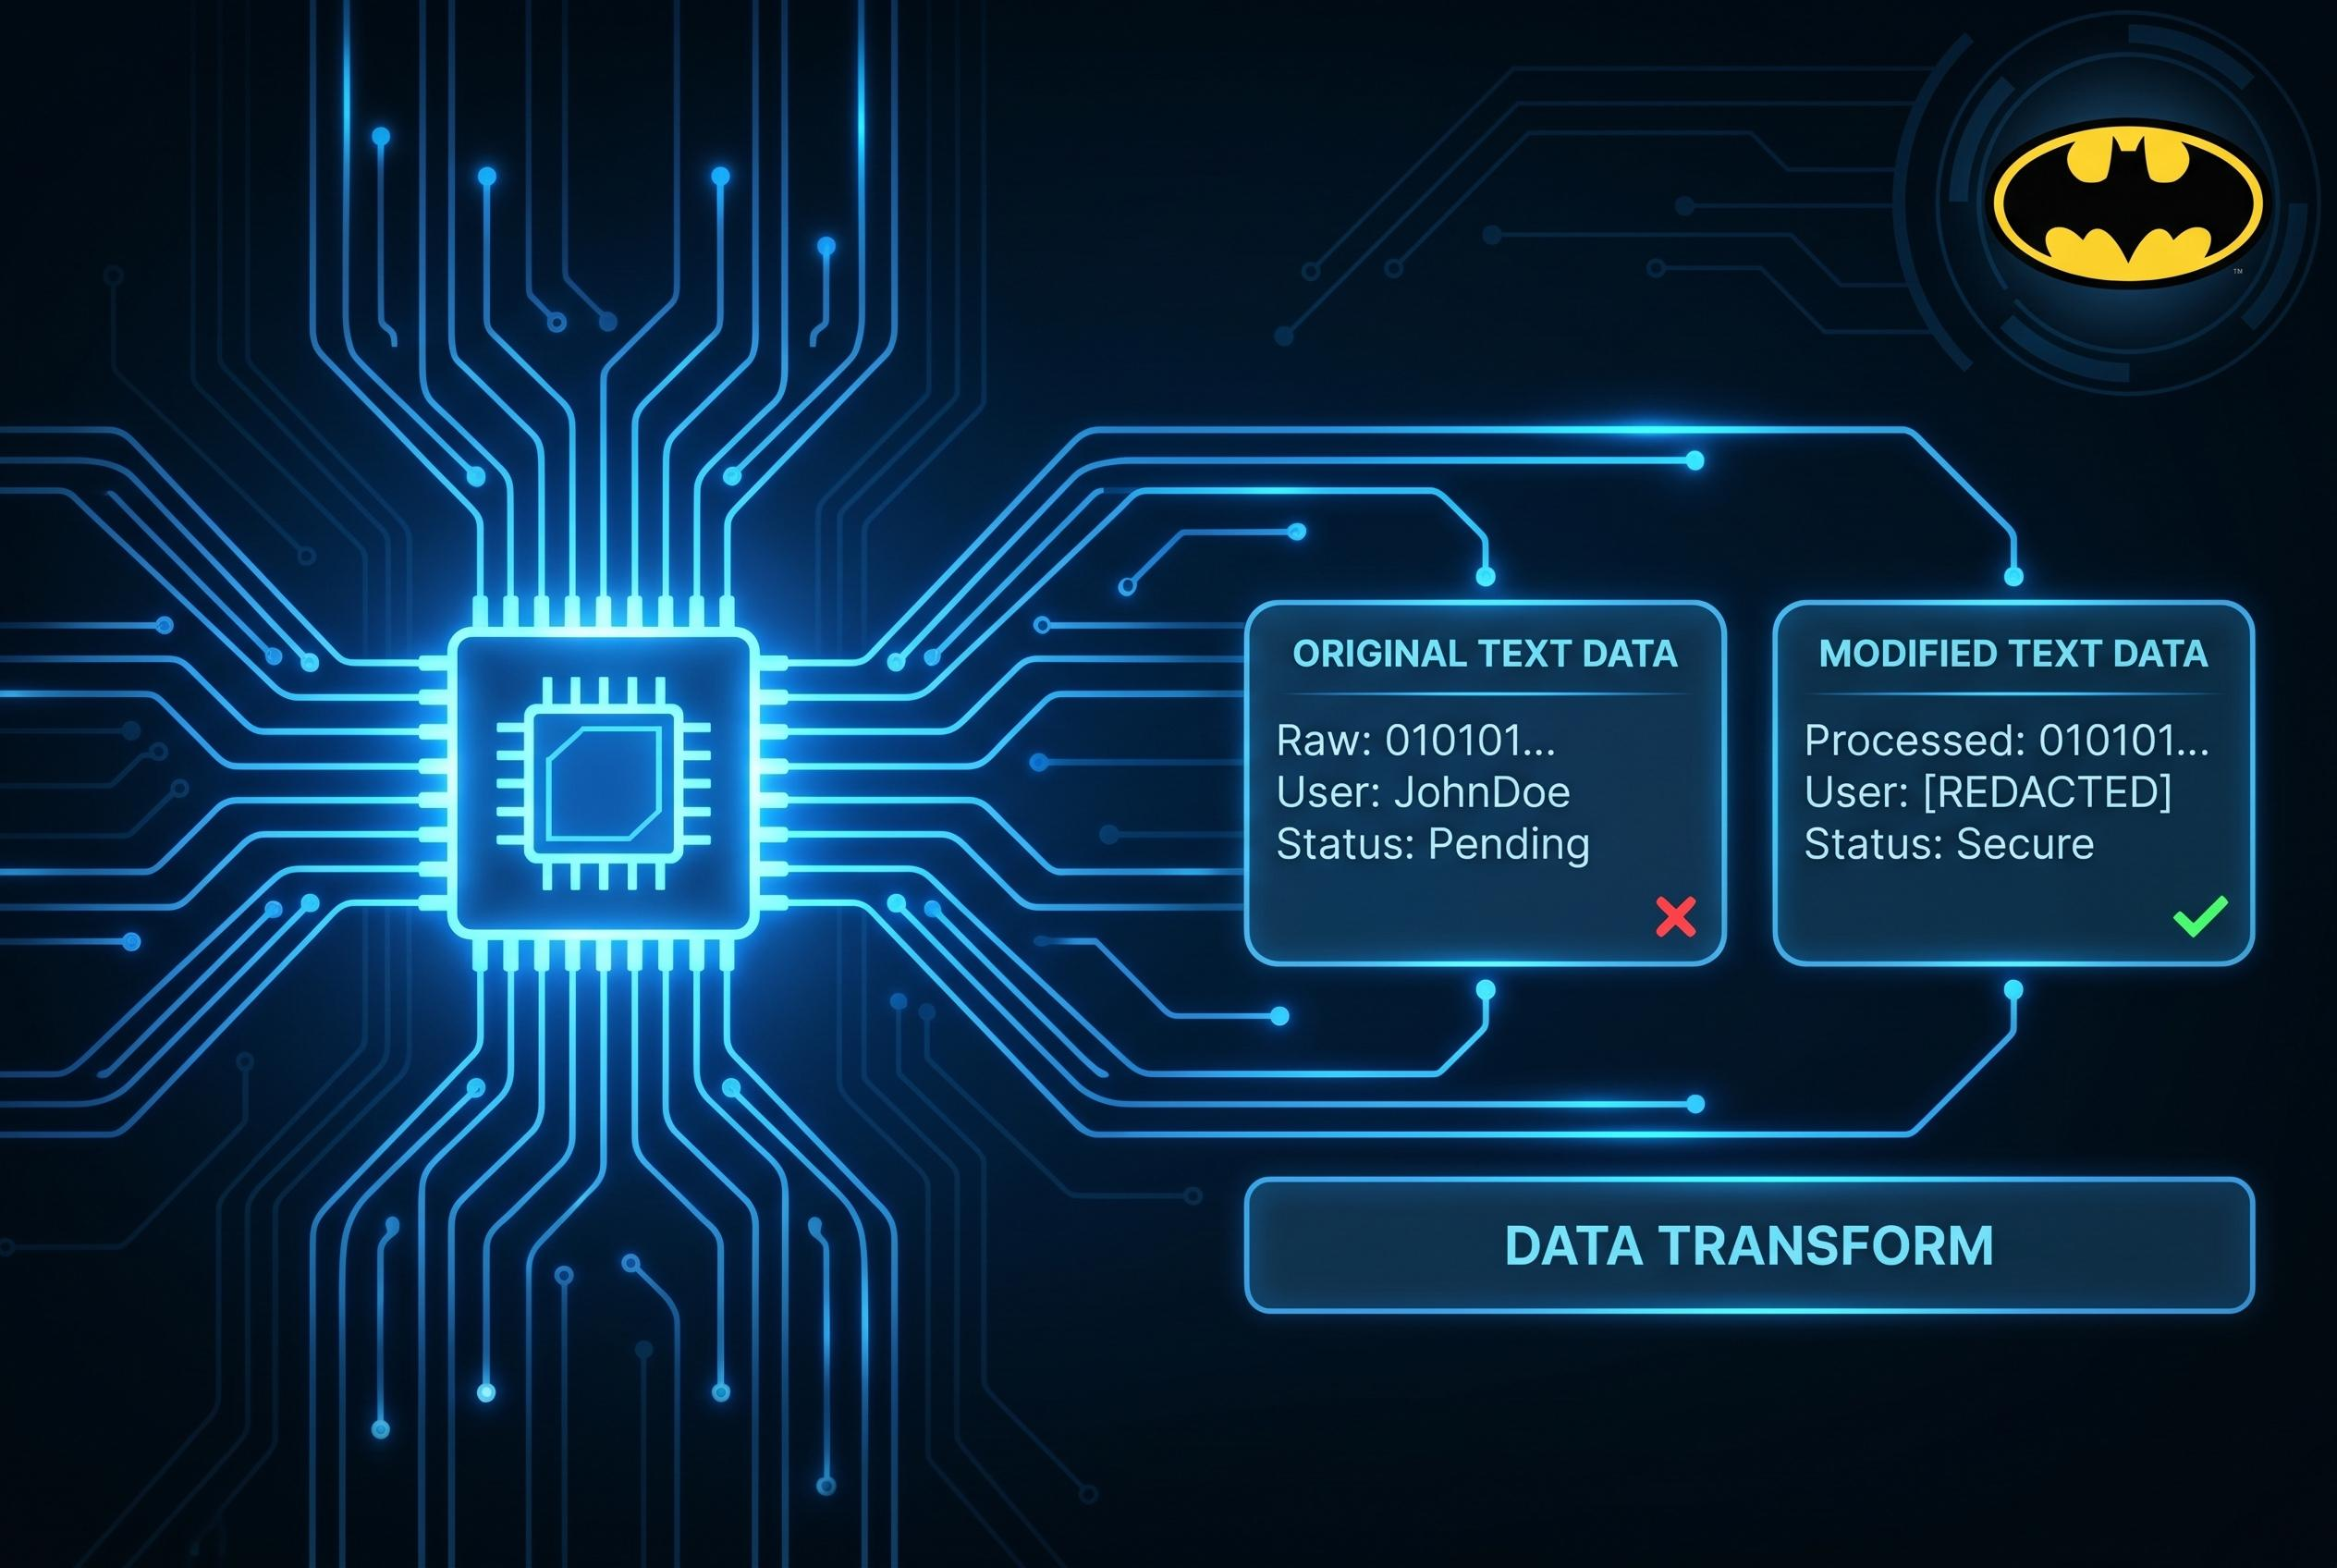 ™
ORIGINAL TEXT DATA
Raw: 010101...
User: JohnDoe
Status: Pending
MODIFIED TEXT DATA
Processed: 010101...
User: [REDACTED]
Status: Secure
DATA TRANSFORM